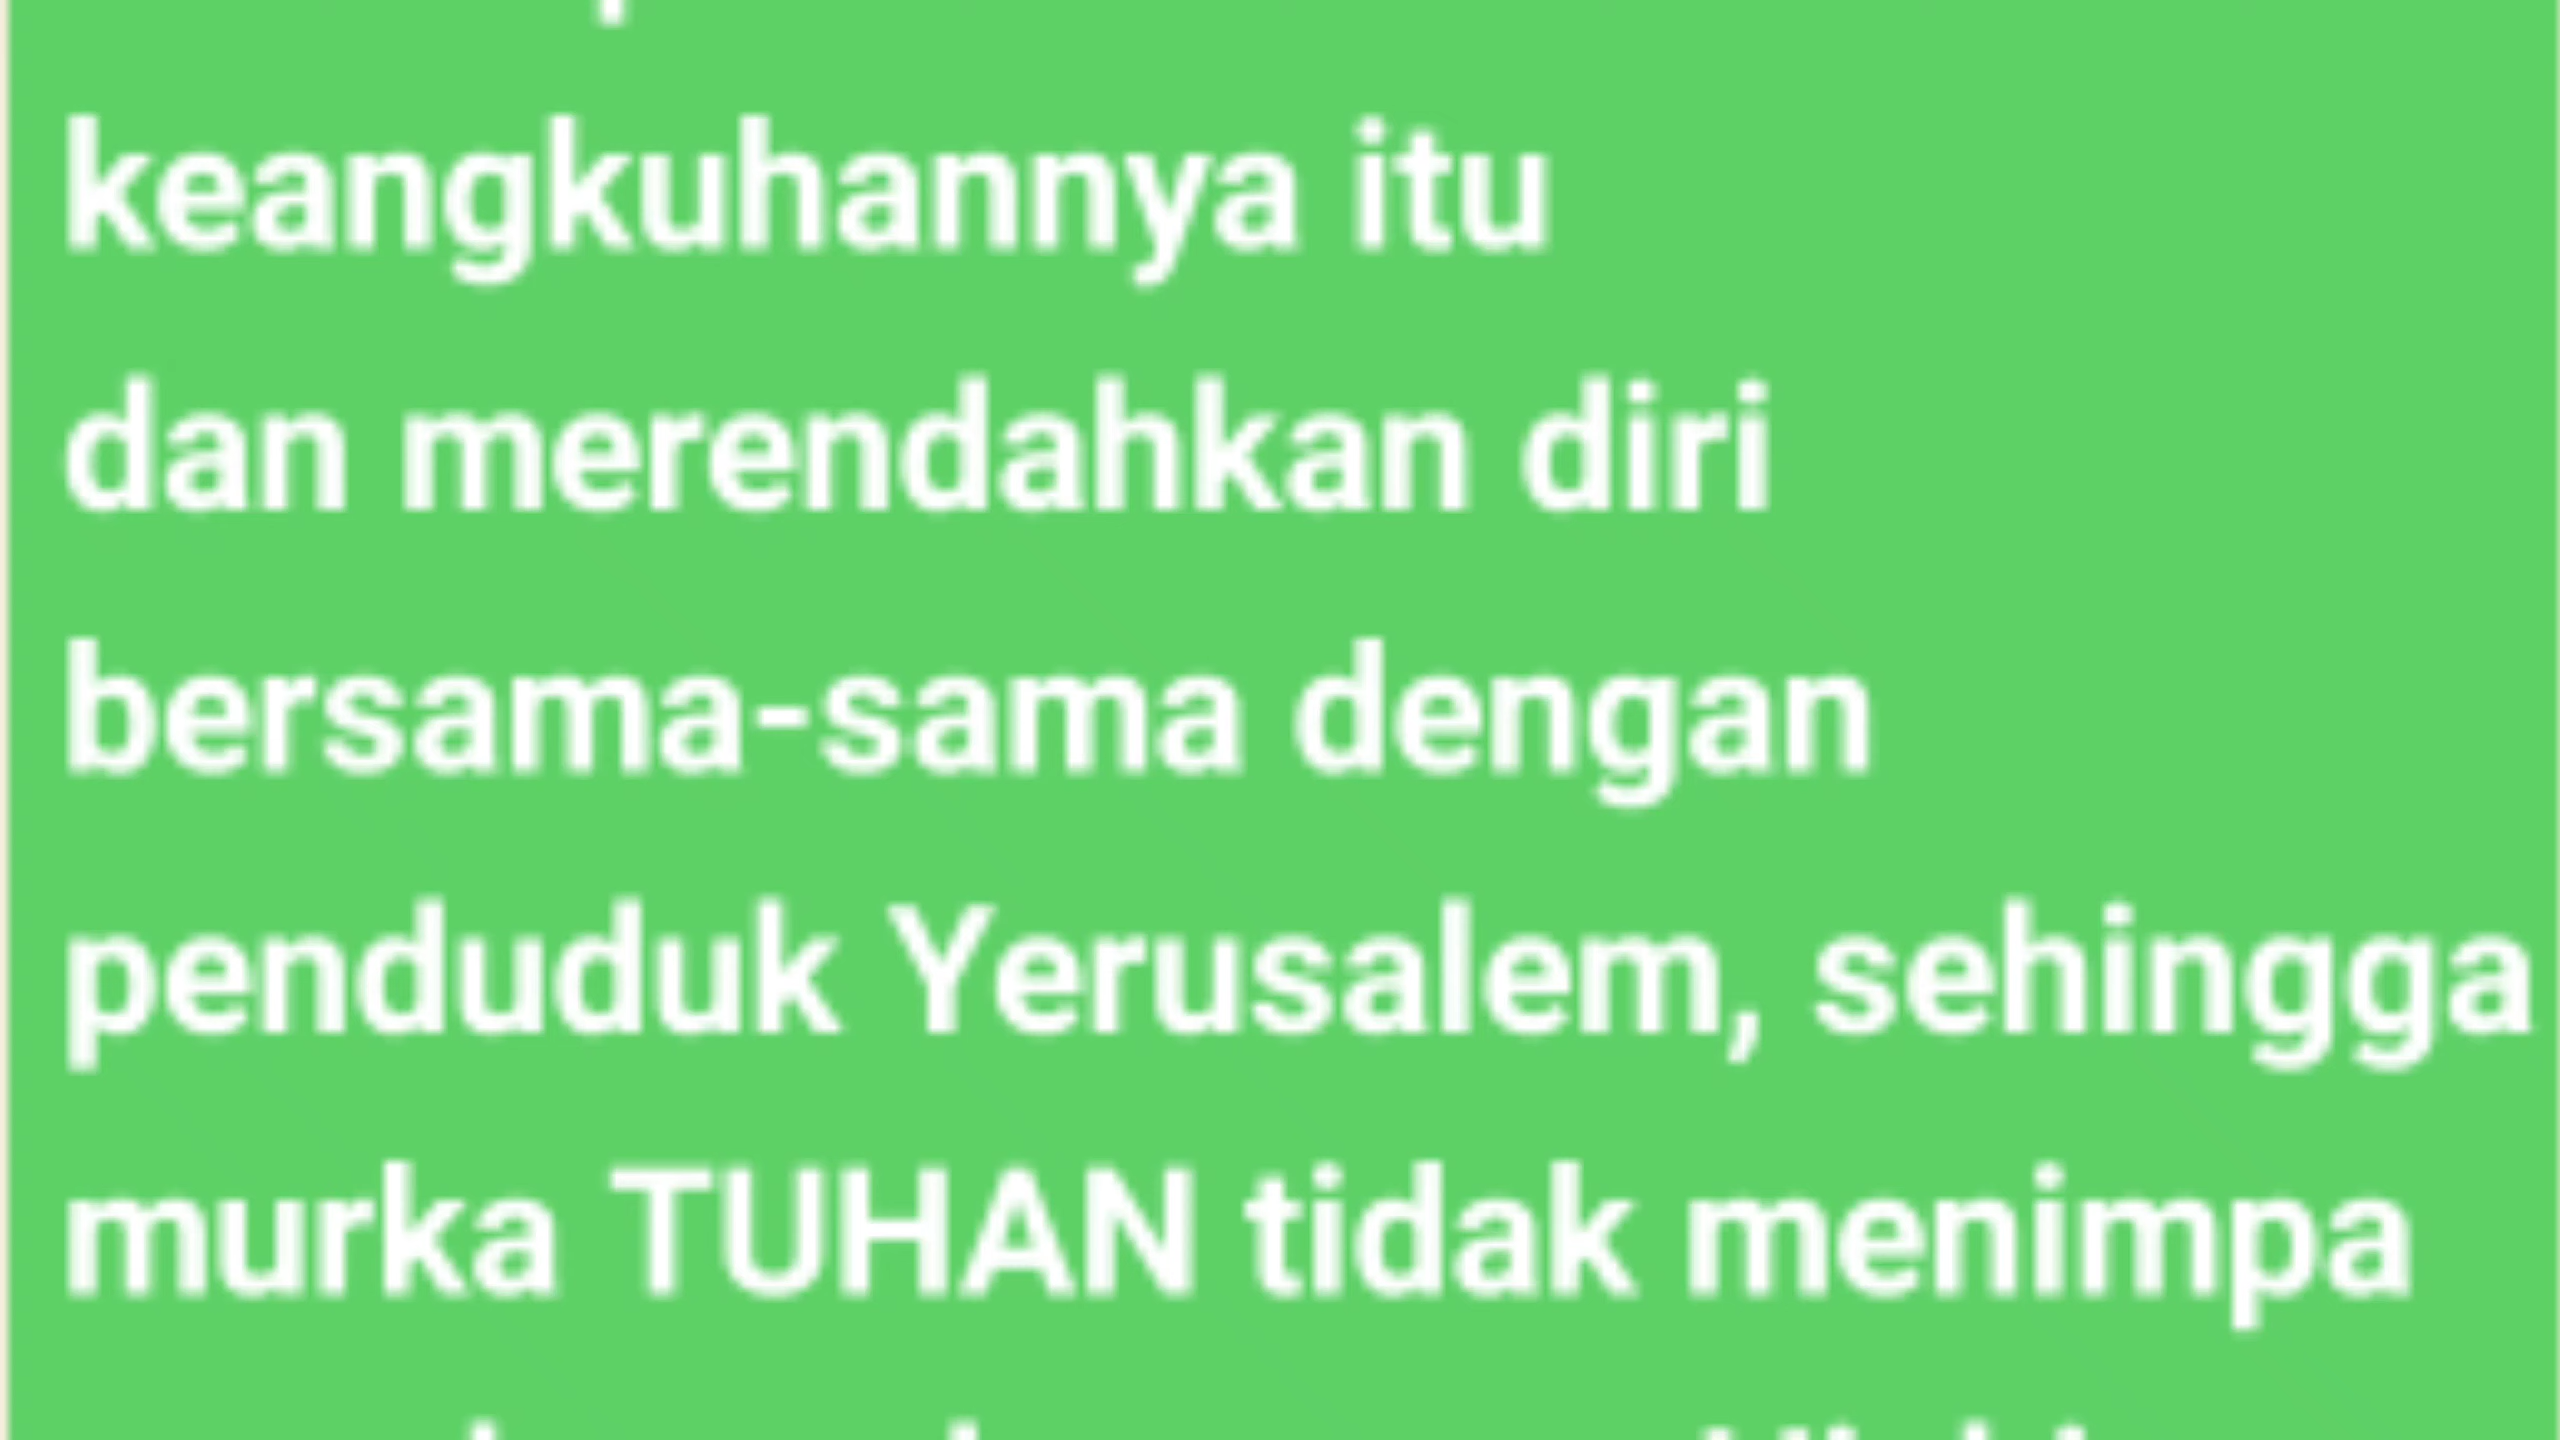 keangkuhannya itu
dan merendahkan diri
bersama-sama dengan
penduduk Yerusalem, sehingga
murka TUHAN tidak menimpa